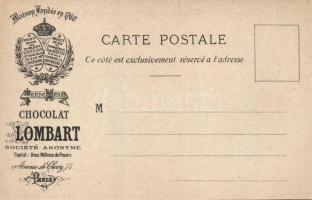 Maison Fondée en 1760
CARTE POSTALE
Ce côté est exclusivement réservé à l'adresse
M
CHOCOLAT
LOMBART
SOCIÉTÉ ANONYME
Capital: Deux Millions de Francs
Avenue de Choisy, 75
PARIS